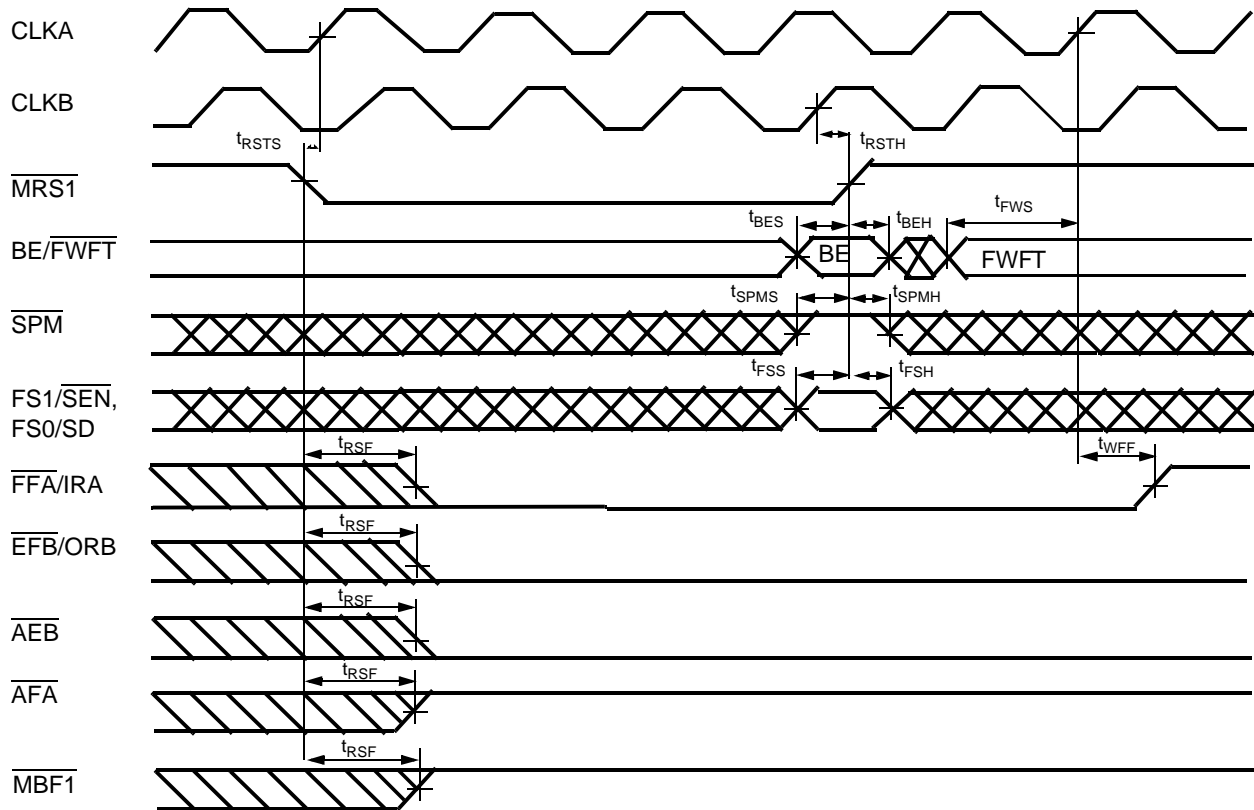 CLKA
CLKB
tRSTS
tRSTH
MRS1
tBES
tBEH
tFWS
BE/FWFT
BE
FWFT
tSPMS
tSPMH
SPM
tFSS
tFSH
FS1/SEN,
FS0/SD
tRSF
tWFF
FFA/IRA
tRSF
EFB/ORB
tRSF
AEB
tRSF
AFA
tRSF
MBF1